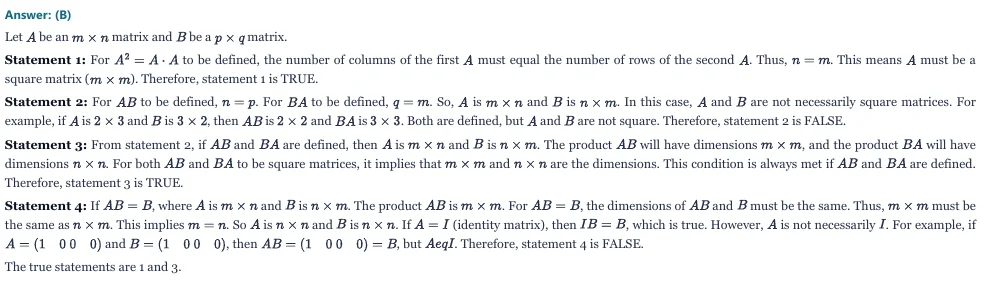 Answer: (B)
Let A be an m × n matrix and B be a p × q matrix.
Statement 1: For A² = A · A to be defined, the number of columns of the first A must equal the number of rows of the second A. Thus, n = m. This means A must be a
square matrix (m × m). Therefore, statement 1 is TRUE.
Statement 2: For AB to be defined, n = p. For BA to be defined, q = m. So, A is m × n and B is n × m. In this case, A and B are not necessarily square matrices. For
example, if A is 2 × 3 and B is 3 × 2, then AB is 2 × 2 and BA is 3 × 3. Both are defined, but A and B are not square. Therefore, statement 2 is FALSE.
Statement 3: From statement 2, if AB and BA are defined, then A is m × n and B is n × m. The product AB will have dimensions m × m, and the product BA will have
dimensions n × n. For both AB and BA to be square matrices, it implies that m × m and n × n are the dimensions. This condition is always met if AB and BA are defined.
Therefore, statement 3 is TRUE.
Statement 4: If AB = B, where A is m × n and B is n × m. The product AB is m × m. For AB = B, the dimensions of AB and B must be the same. Thus, m × m must be
the same as n × m. This implies m = n. So A is n × n and B is n × n. If A = I (identity matrix), then IB = B, which is true. However, A is not necessarily I. For example, if
A = (1 0 0 0) and B = (1 0 0 0), then AB = (1 0 0 0) = B, but AeqI. Therefore, statement 4 is FALSE.
The true statements are 1 and 3.